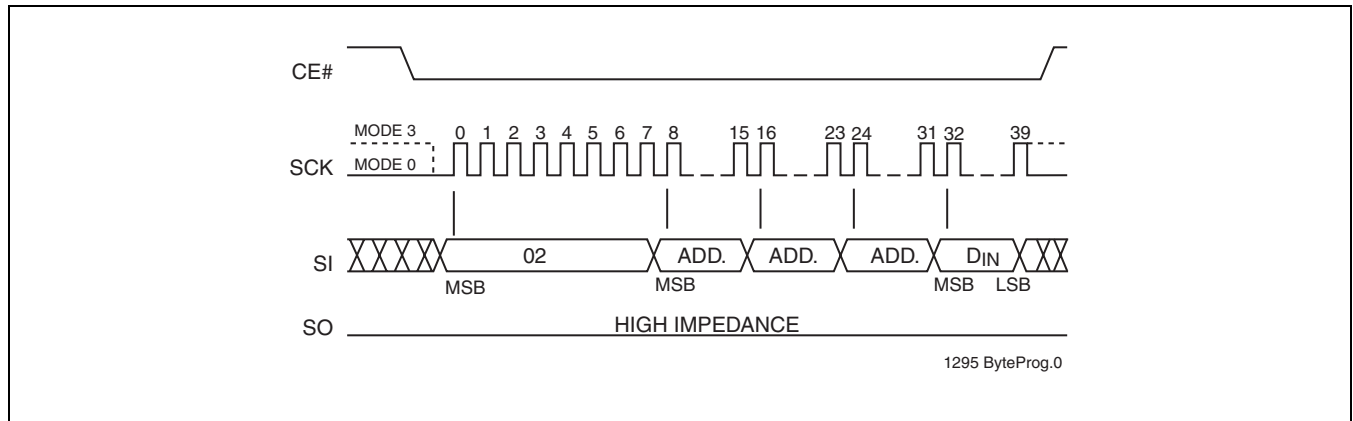 CE#
MODE 3
0 1 2 3 4 5 6 7 8 15 16 23 24 31 32 39
SCK MODE 0
SI 02 ADD. ADD. ADD. DIN
MSB MSB MSB LSB
SO HIGH IMPEDANCE
1295 ByteProg.0